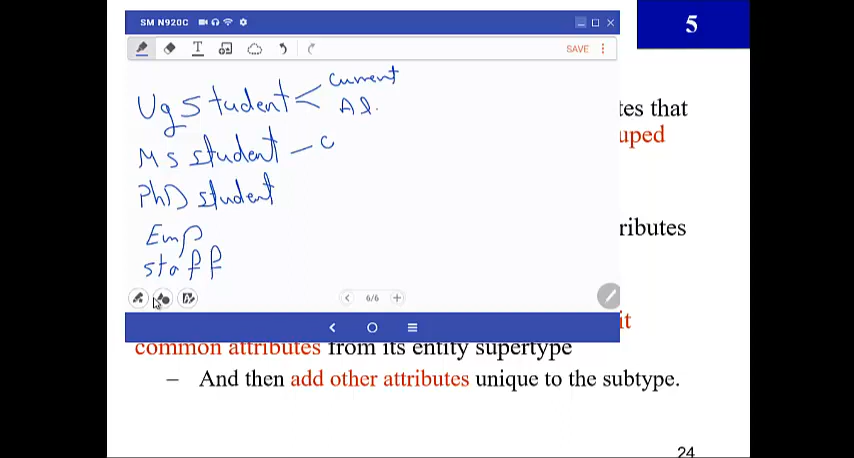 SM N920C
5
SAVE
Ug Student < Current
Al.
MS student - C
PhD student
Emp
staff
6/6
tes that
uped
ributes
it
common attributes from its entity supertype
– And then add other attributes unique to the subtype.
24